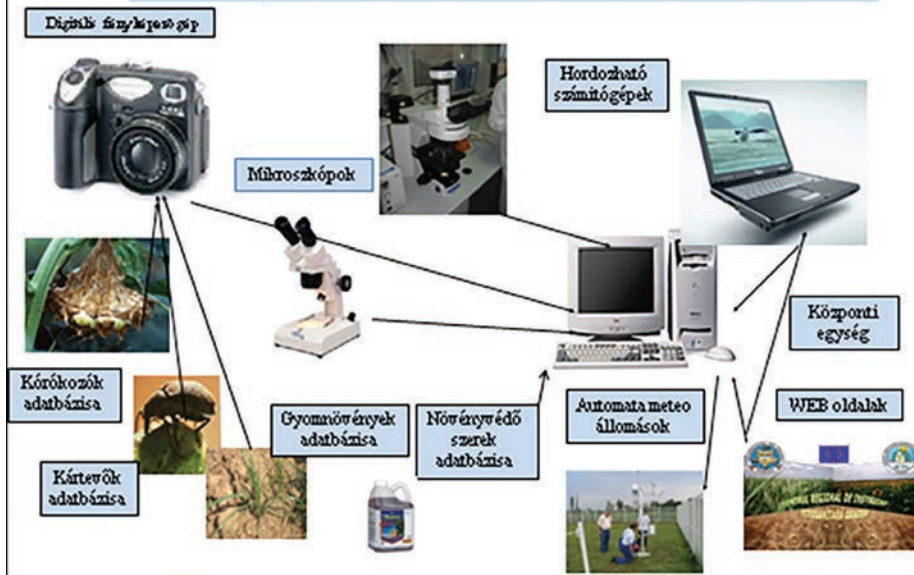 Digitális fényképezőgép
Hordozható
számítógépek
Mikroszkópok
Központi
egység
Kórókozók
adatbázisa
Gyomnövények
adatbázisa
Növényvédő
szerek
adatbázisa
Automata meteo
állomások
WEB oldalak
Kártevők
adatbázisa